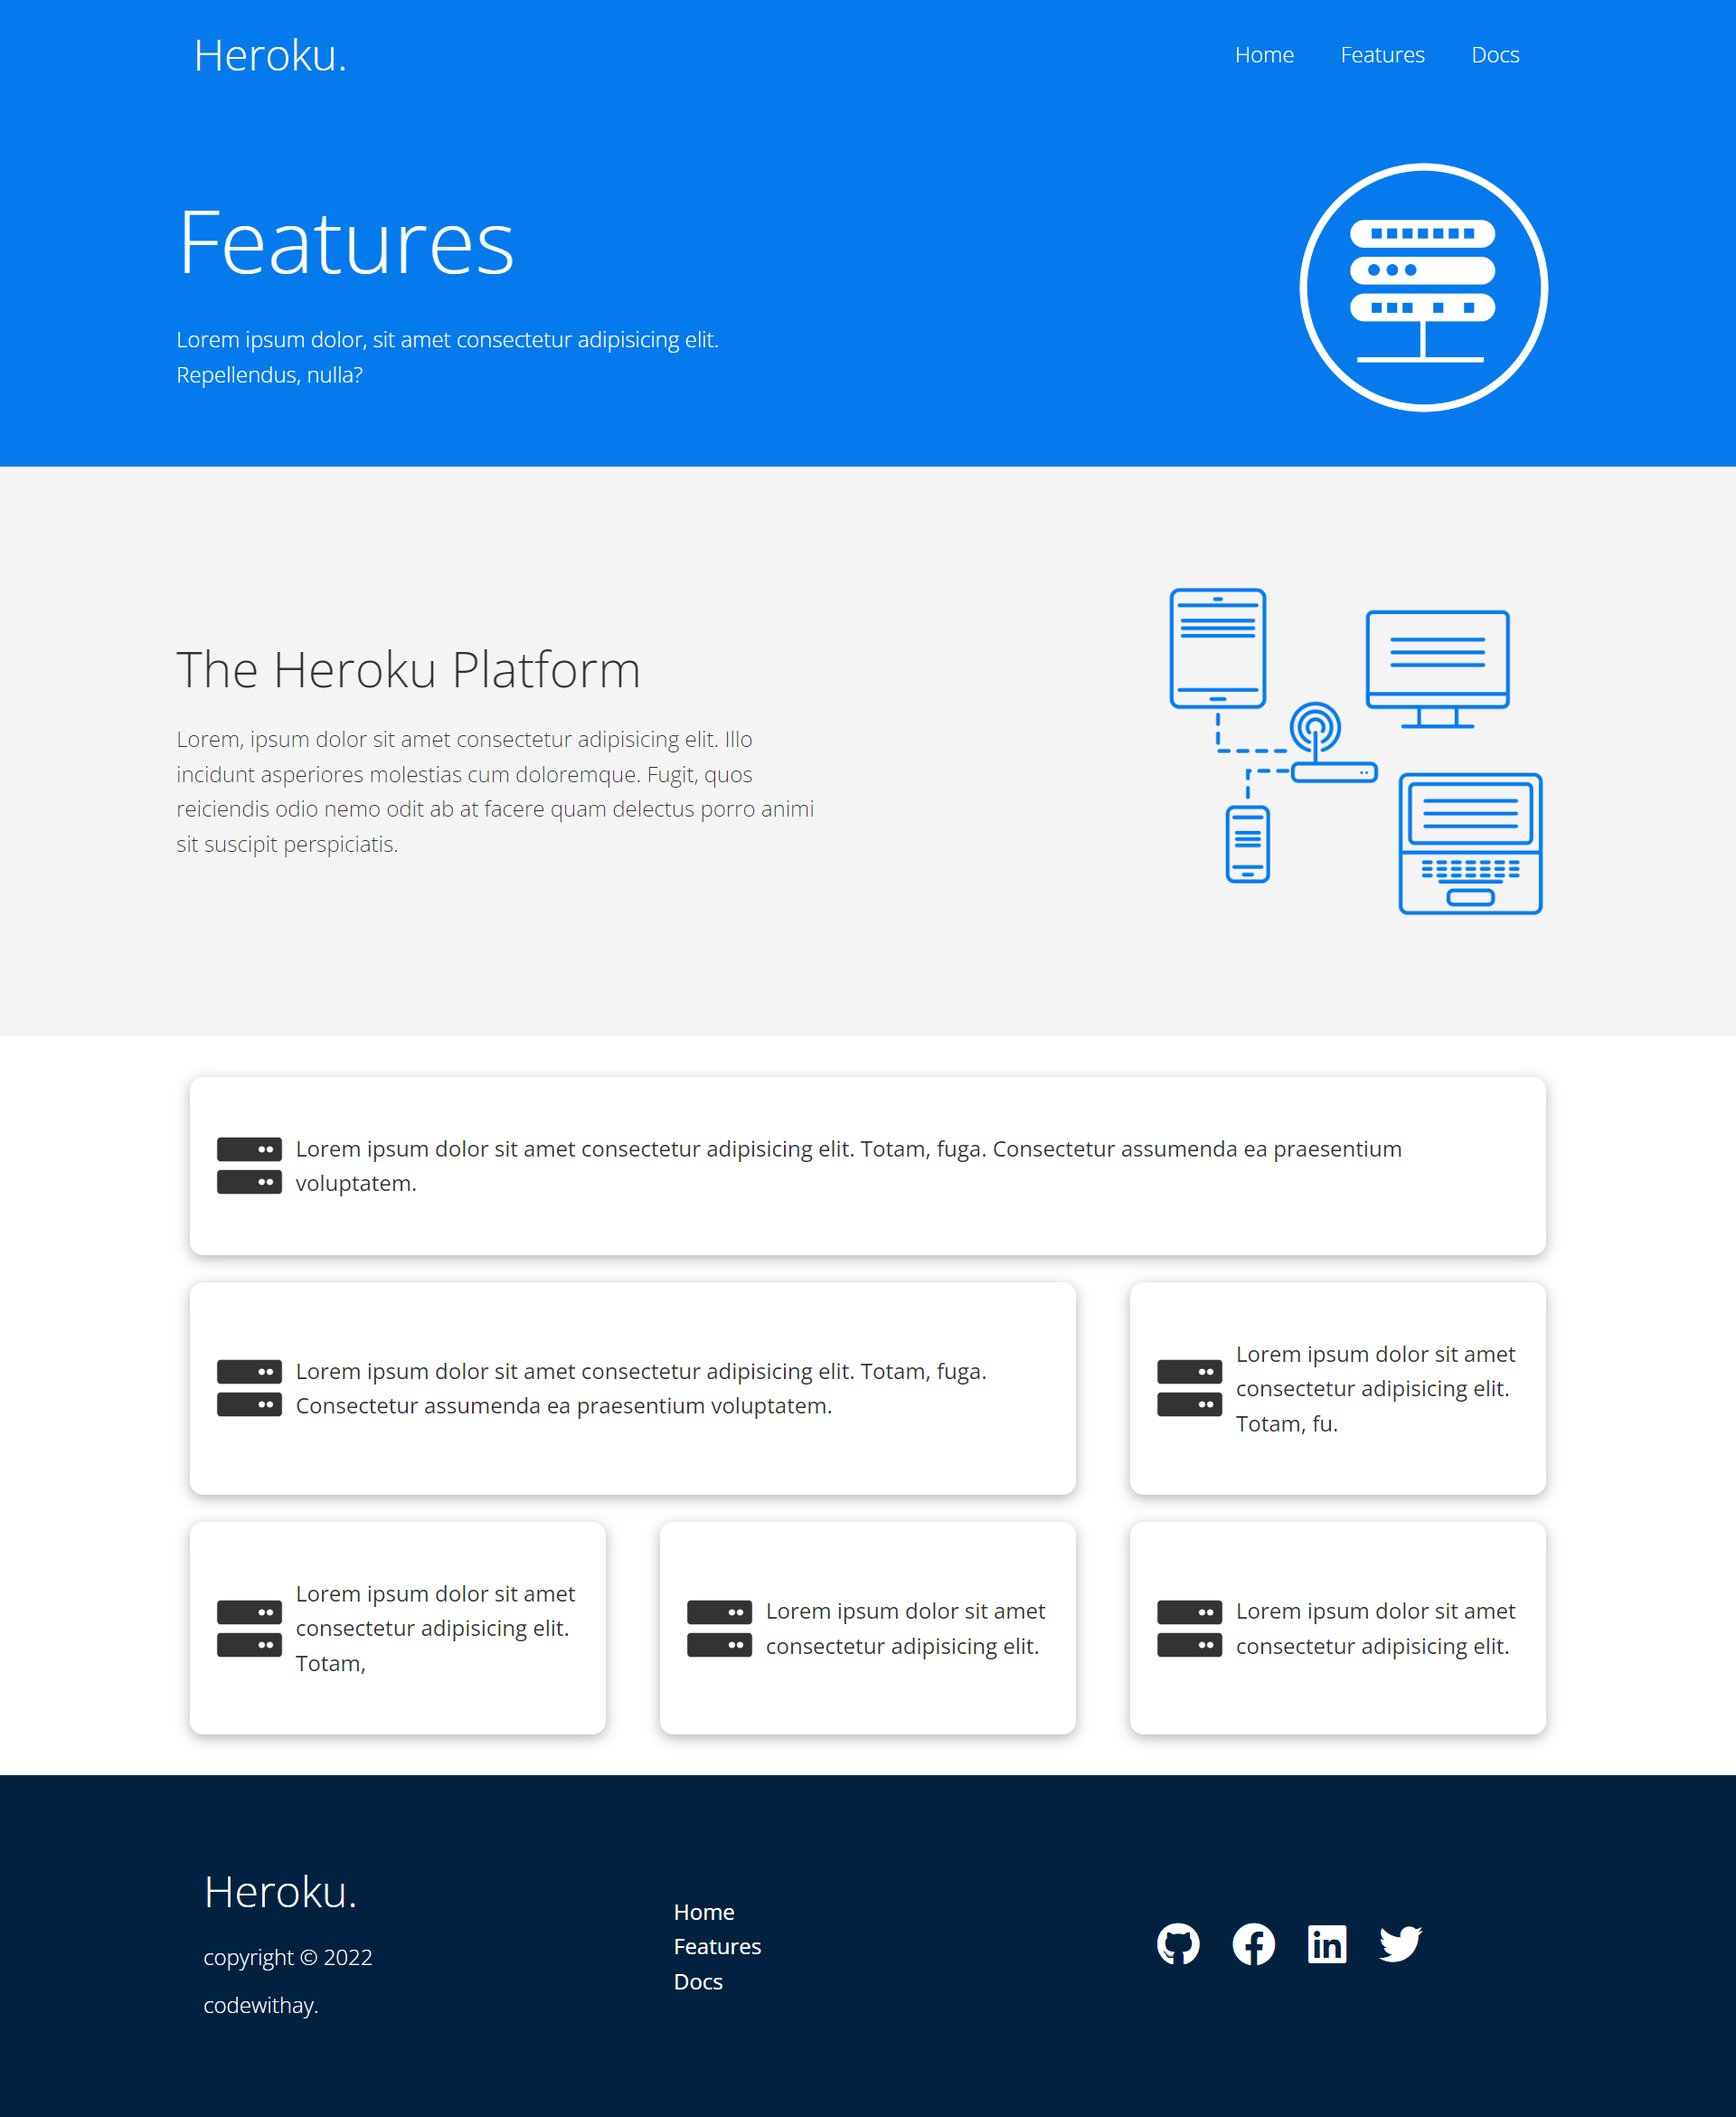 Heroku.
Home Features Docs
Features
Lorem ipsum dolor, sit amet consectetur adipisicing elit.
Repellendus, nulla?
The Heroku Platform
Lorem, ipsum dolor sit amet consectetur adipisicing elit. Illo
incidunt asperiores molestias cum doloremque. Fugit, quos
reiciendis odio nemo odit ab at facere quam delectus porro animi
sit suscipit perspiciatis.
Lorem ipsum dolor sit amet consectetur adipisicing elit. Totam, fuga. Consectetur assumenda ea praesentium
voluptatem.
Lorem ipsum dolor sit amet consectetur adipisicing elit. Totam, fuga.
Consectetur assumenda ea praesentium voluptatem.
Lorem ipsum dolor sit amet
consectetur adipisicing elit.
Totam, fu.
Lorem ipsum dolor sit amet
consectetur adipisicing elit.
Totam,
Lorem ipsum dolor sit amet
consectetur adipisicing elit.
Lorem ipsum dolor sit amet
consectetur adipisicing elit.
Heroku.
copyright © 2022
codewithay.
Home
Features
Docs